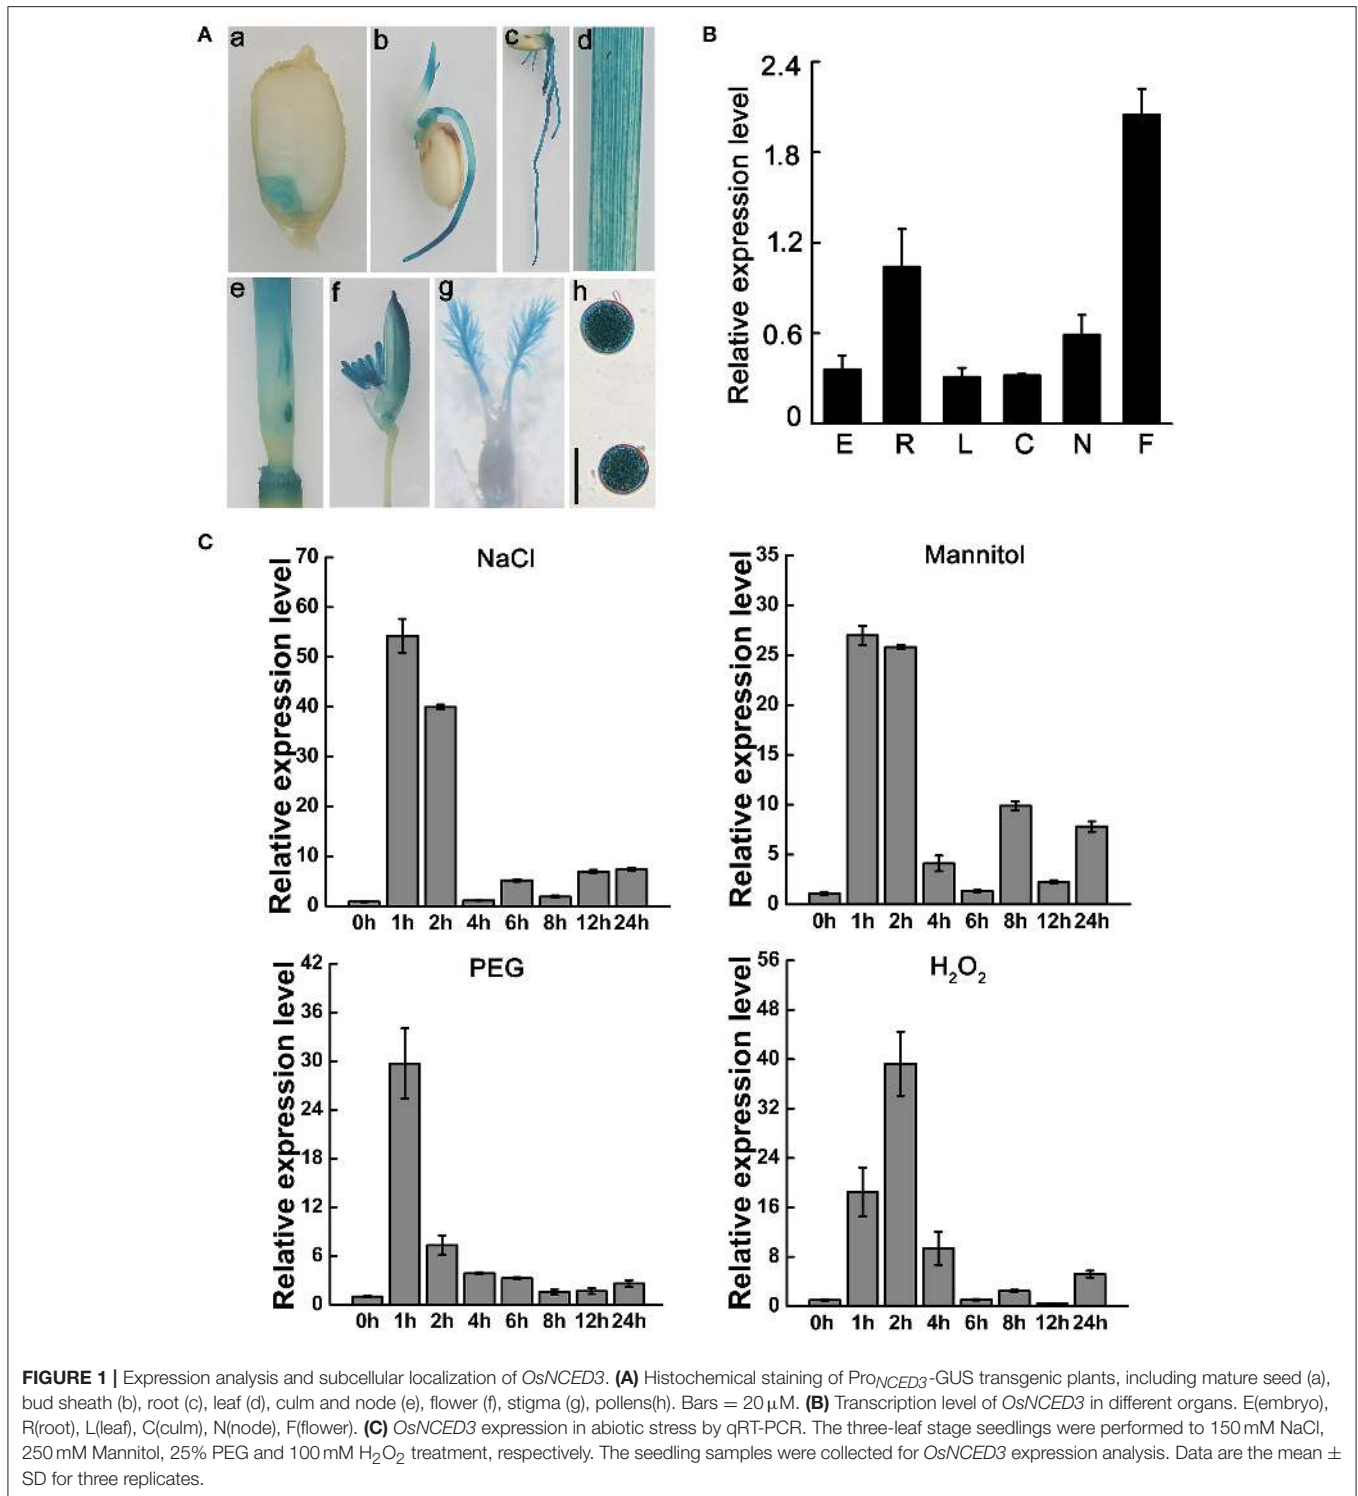 A
a
b
c
d
e
f
g
h
B
Relative expression level
2.4
1.8
1.2
0.6
0
E R L C N F
C
NaCl
Relative expression level
70
60
50
40
30
20
10
0
0h 1h 2h 4h 6h 8h 12h 24h
Mannitol
Relative expression level
35
30
25
20
15
10
5
0
0h 1h 2h 4h 6h 8h 12h 24h
PEG
Relative expression level
42
36
30
24
18
12
6
0
0h 1h 2h 4h 6h 8h 12h 24h
H2O2
Relative expression level
56
48
40
32
24
16
8
0
0h 1h 2h 4h 6h 8h 12h 24h
FIGURE 1 | Expression analysis and subcellular localization of OsNCED3. (A) Histochemical staining of ProNCED3-GUS transgenic plants, including mature seed (a),
bud sheath (b), root (c), leaf (d), culm and node (e), flower (f), stigma (g), pollens(h). Bars = 20 μM. (B) Transcription level of OsNCED3 in different organs. E(embryo),
R(root), L(leaf), C(culm), N(node), F(flower). (C) OsNCED3 expression in abiotic stress by qRT-PCR. The three-leaf stage seedlings were performed to 150 mM NaCl,
250 mM Mannitol, 25% PEG and 100 mM H2O2 treatment, respectively. The seedling samples were collected for OsNCED3 expression analysis. Data are the mean ±
SD for three replicates.